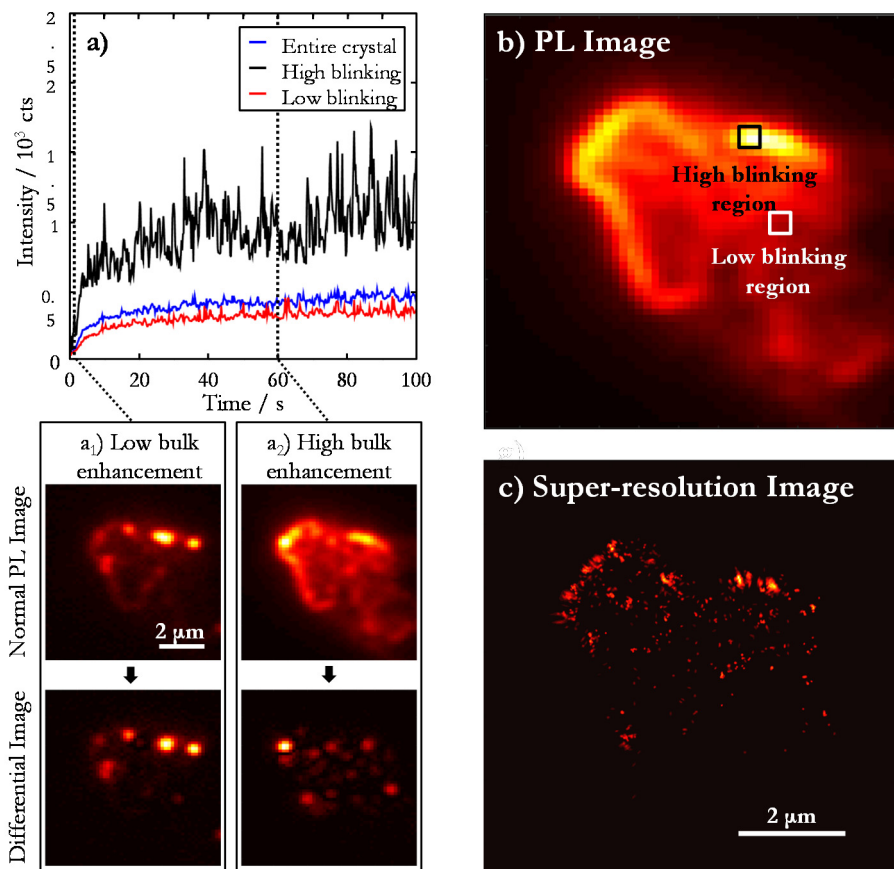 a)
Entire crystal
High blinking
Low blinking
2
.
5
2
1
.
5
1
0.
5
0
Intensity / 10³ cts
0 20 40 60 80 100
Time / s
b) PL Image
High blinking
region
Low blinking
region
a₁) Low bulk
enhancement
a₂) High bulk
enhancement
Normal PL Image
2 μm
Differential Image
c) Super-resolution Image
2 μm